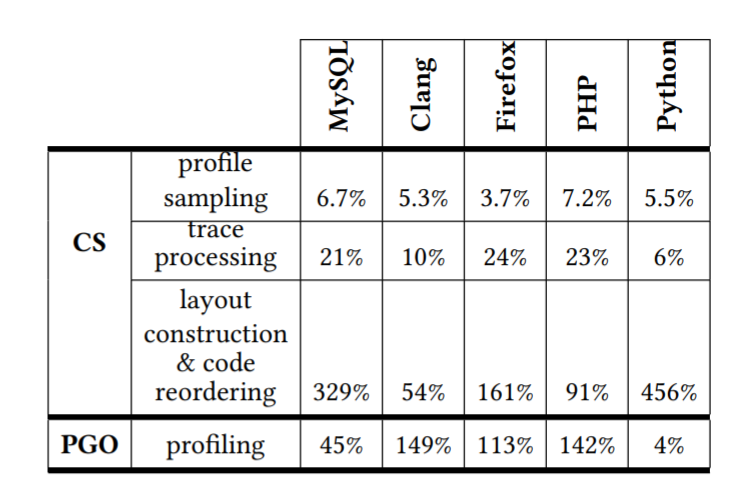 MySQL Clang Firefox PHP Python
profile
sampling 6.7% 5.3% 3.7% 7.2% 5.5%
CS
trace
processing 21% 10% 24% 23% 6%
layout
construction
& code
reordering 329% 54% 161% 91% 456%
PGO profiling 45% 149% 113% 142% 4%